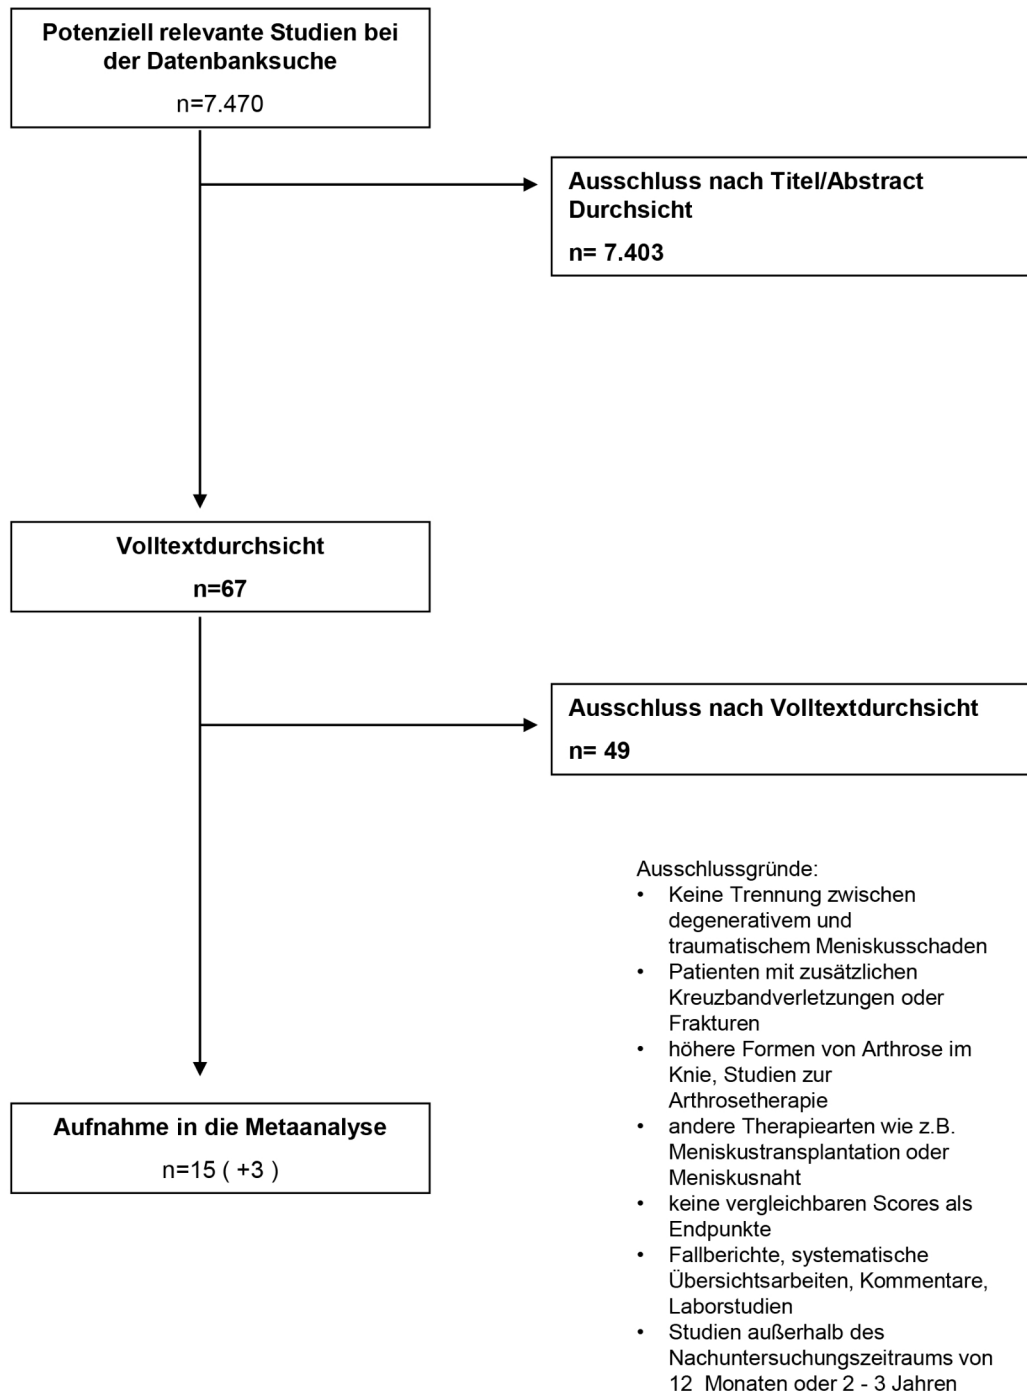 Potenziell relevante Studien bei
der Datenbanksuche
n=7.470
Ausschluss nach Titel/Abstract
Durchsicht
n= 7.403
Volltextdurchsicht
n=67
Ausschluss nach Volltextdurchsicht
n= 49
Ausschlussgründe:
• Keine Trennung zwischen
degenerativem und
traumatischem Meniskusschaden
• Patienten mit zusätzlichen
Kreuzbandverletzungen oder
Frakturen
• höhere Formen von Arthrose im
Knie, Studien zur
Arthrosetherapie
• andere Therapiearten wie z.B.
Meniskustransplantation oder
Meniskusnaht
• keine vergleichbaren Scores als
Endpunkte
• Fallberichte, systematische
Übersichtsarbeiten, Kommentare,
Laborstudien
• Studien außerhalb des
Nachuntersuchungszeitraums von
12 Monaten oder 2 - 3 Jahren
Aufnahme in die Metaanalyse
n=15 ( +3 )